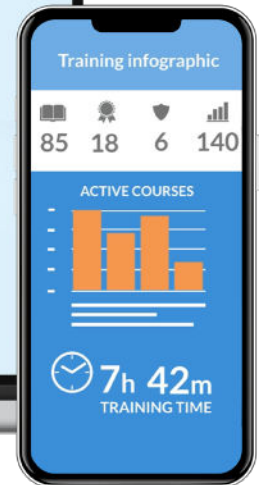 Training infographic
85 18 6 140
ACTIVE COURSES
7h 42m
TRAINING TIME